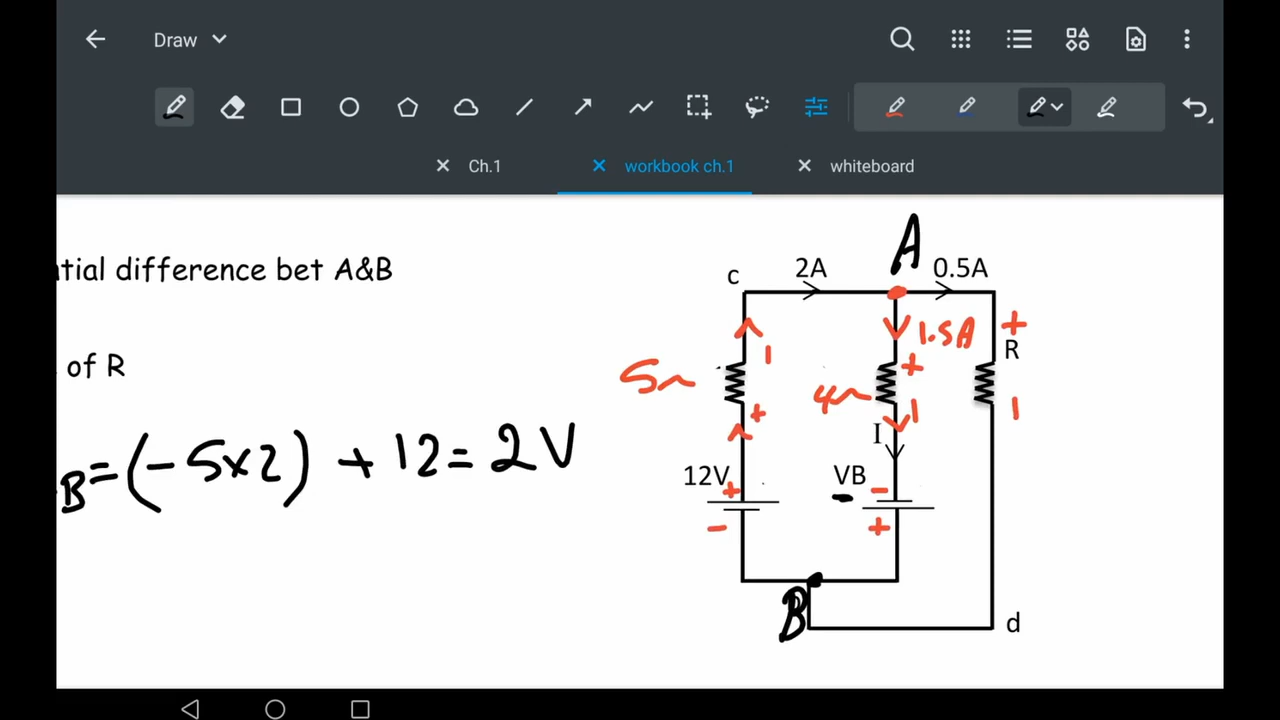 Draw
Ch.1
workbook ch.1
whiteboard
tial difference bet A&B
of R
B=(-5×2) + 12 = 2 V
A
c
2A
0.5A
1.5A
+
R
5Ω
4Ω
+
+
I
12V
VB
+
-
-
+
B
d